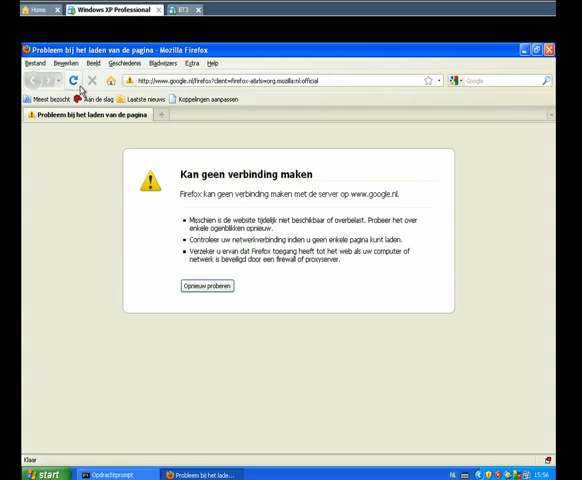 Home
Windows XP Professional
BT3
Probleem bij het laden van de pagina - Mozilla Firefox
Bestand Bewerken Beeld Geschiedenis Bladwijzers Extra Help
http://www.google.nl/firefox?client=firefox-a&rls=org.mozilla:nl:official
Google
Meest bezocht Aan de slag Laatste nieuws Koppelingen aanpassen
Probleem bij het laden van de pagina
Kan geen verbinding maken
Firefox kan geen verbinding maken met de server op www.google.nl.
Misschien is de website tijdelijk niet beschikbaar of overbelast. Probeer het over
enkele ogenblikken opnieuw.
Controleer uw netwerkverbinding indien u geen enkele pagina kunt laden.
Verzeker u ervan dat Firefox toegang heeft tot het web als uw computer of
netwerk is beveiligd door een firewall of proxyserver.
Opnieuw proberen
Klaar
start
Opdrachtprompt
Probleem bij het lade...
NL
15:56